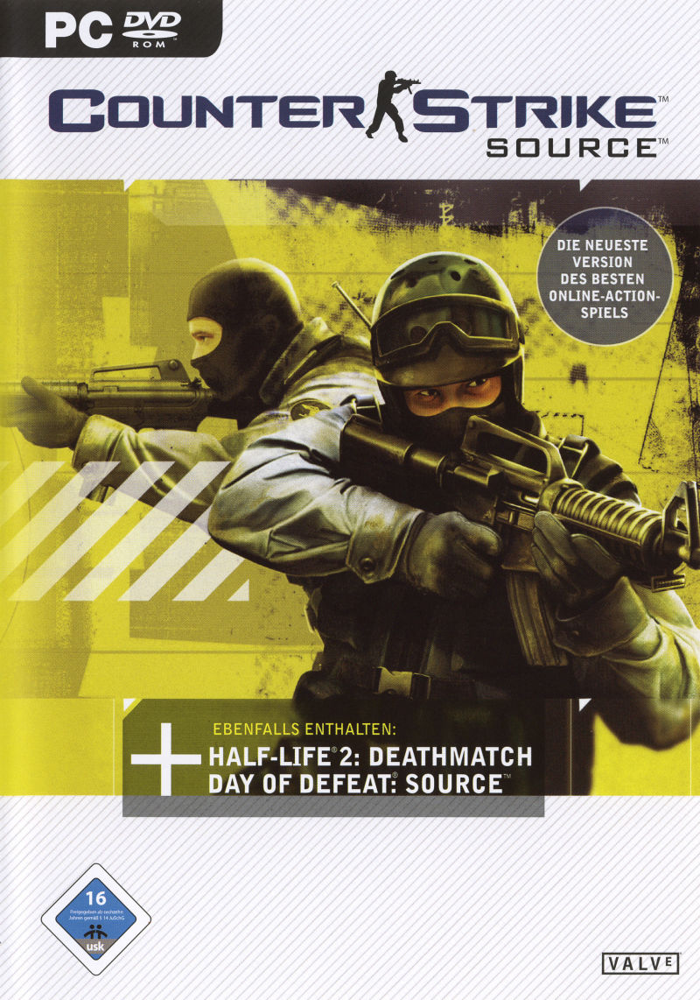 PC DVD
ROM
COUNTER STRIKE™
SOURCE™
DIE NEUESTE
VERSION
DES BESTEN
ONLINE-ACTION-
SPIELS
EBENFALLS ENTHALTEN:
+ HALF-LIFE® 2: DEATHMATCH
DAY OF DEFEAT®: SOURCE™
16
Freigegeben ab sechzehn
Jahren gemäß § 14 JuSchG
usk
VALVE